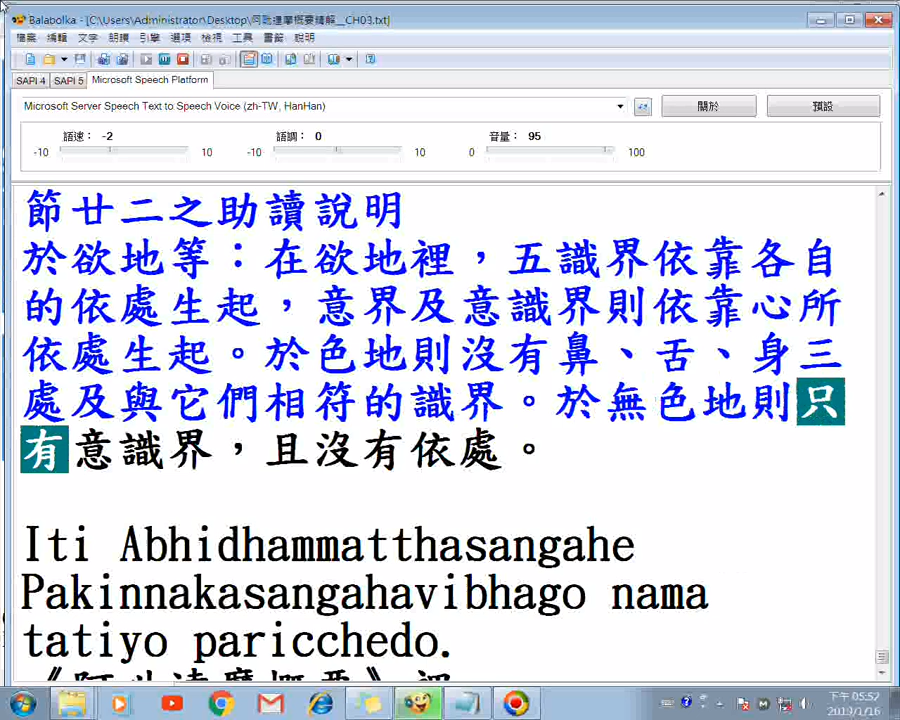 Balabolka - [C:\Users\Administrator\Desktop\阿毗達摩概要精解__CH03.txt]
檔案 編輯 文字 朗讀 引擎 選項 檢視 工具 書籤 說明
SAPI 4 SAPI 5 Microsoft Speech Platform
Microsoft Server Speech Text to Speech Voice (zh-TW, HanHan) 關於 預設
語速： -2 語調： 0 音量： 95
-10 10 -10 10 0 100
節廿二之助讀說明
於欲地等：在欲地裡，五識界依靠各自
的依處生起，意界及意識界則依靠心所
依處生起。於色地則沒有鼻、舌、身三
處及與它們相符的識界。於無色地則只
有意識界，且沒有依處。
Iti Abhidhammatthasangahe
Pakinnakasangahavibhago nama
tatiyo paricchedo.
下午 05:52
2019/1/16